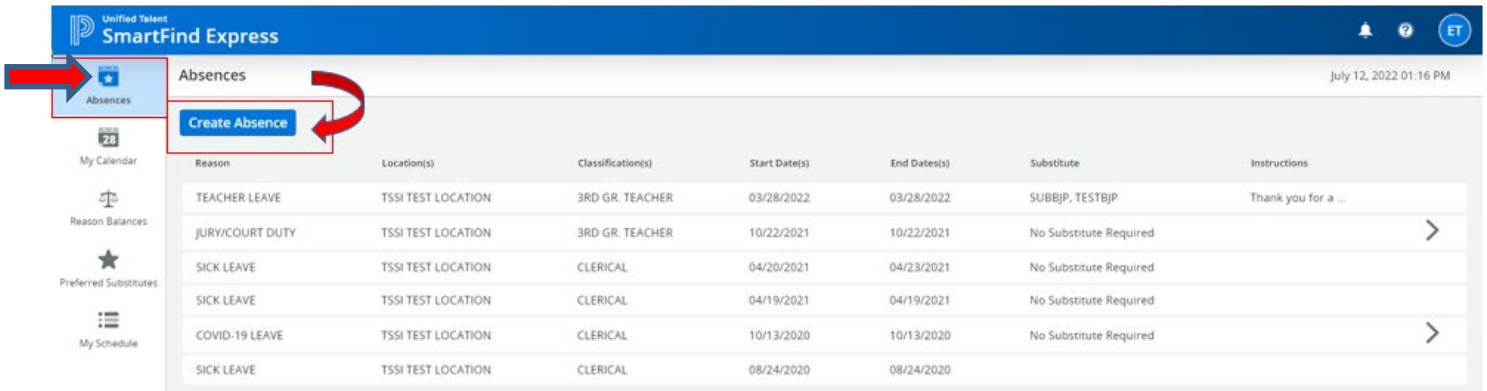 Unified Talent
SmartFind Express
ET
Absences
July 12, 2022 01:16 PM
Absences
Create Absence
28
My Calendar
Reason Location(s) Classification(s) Start Date(s) End Dates(s) Substitute Instructions
TEACHER LEAVE TSSI TEST LOCATION 3RD GR. TEACHER 03/28/2022 03/28/2022 SUBBJP, TESTBJP Thank you for a ...
Reason Balances
JURY/COURT DUTY TSSI TEST LOCATION 3RD GR. TEACHER 10/22/2021 10/22/2021 No Substitute Required
SICK LEAVE TSSI TEST LOCATION CLERICAL 04/20/2021 04/23/2021 No Substitute Required
Preferred Substitutes
SICK LEAVE TSSI TEST LOCATION CLERICAL 04/19/2021 04/19/2021 No Substitute Required
COVID-19 LEAVE TSSI TEST LOCATION CLERICAL 10/13/2020 10/13/2020 No Substitute Required
My Schedule
SICK LEAVE TSSI TEST LOCATION CLERICAL 08/24/2020 08/24/2020